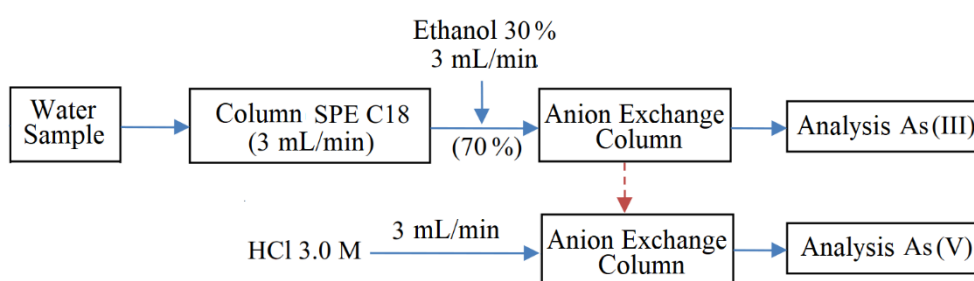 Ethanol 30 %
3 mL/min
Water
Sample
Column SPE C18
(3 mL/min)
(70 %)
Anion Exchange
Column
Analysis As (III)
HCl 3.0 M
3 mL/min
Anion Exchange
Column
Analysis As (V)